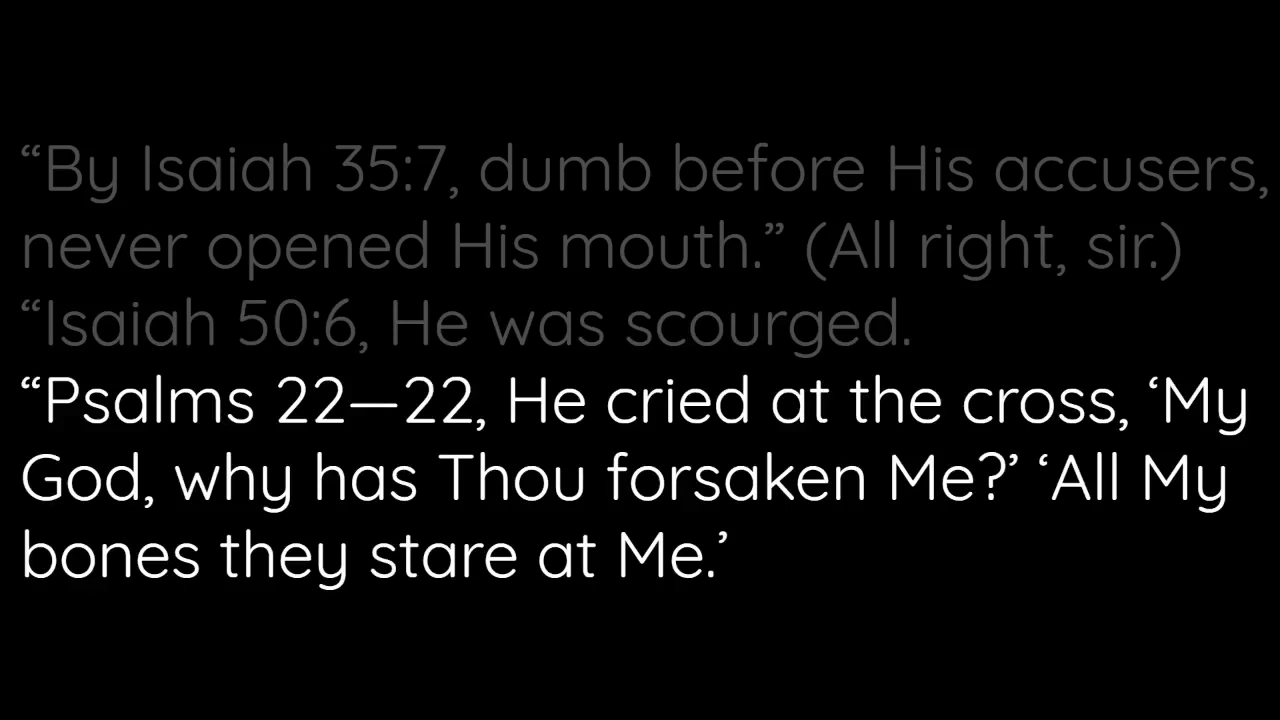 “By Isaiah 35:7, dumb before His accusers,
never opened His mouth.” (All right, sir.)
“Isaiah 50:6, He was scourged.
“Psalms 22—22, He cried at the cross, ‘My
God, why has Thou forsaken Me?’ ‘All My
bones they stare at Me.’